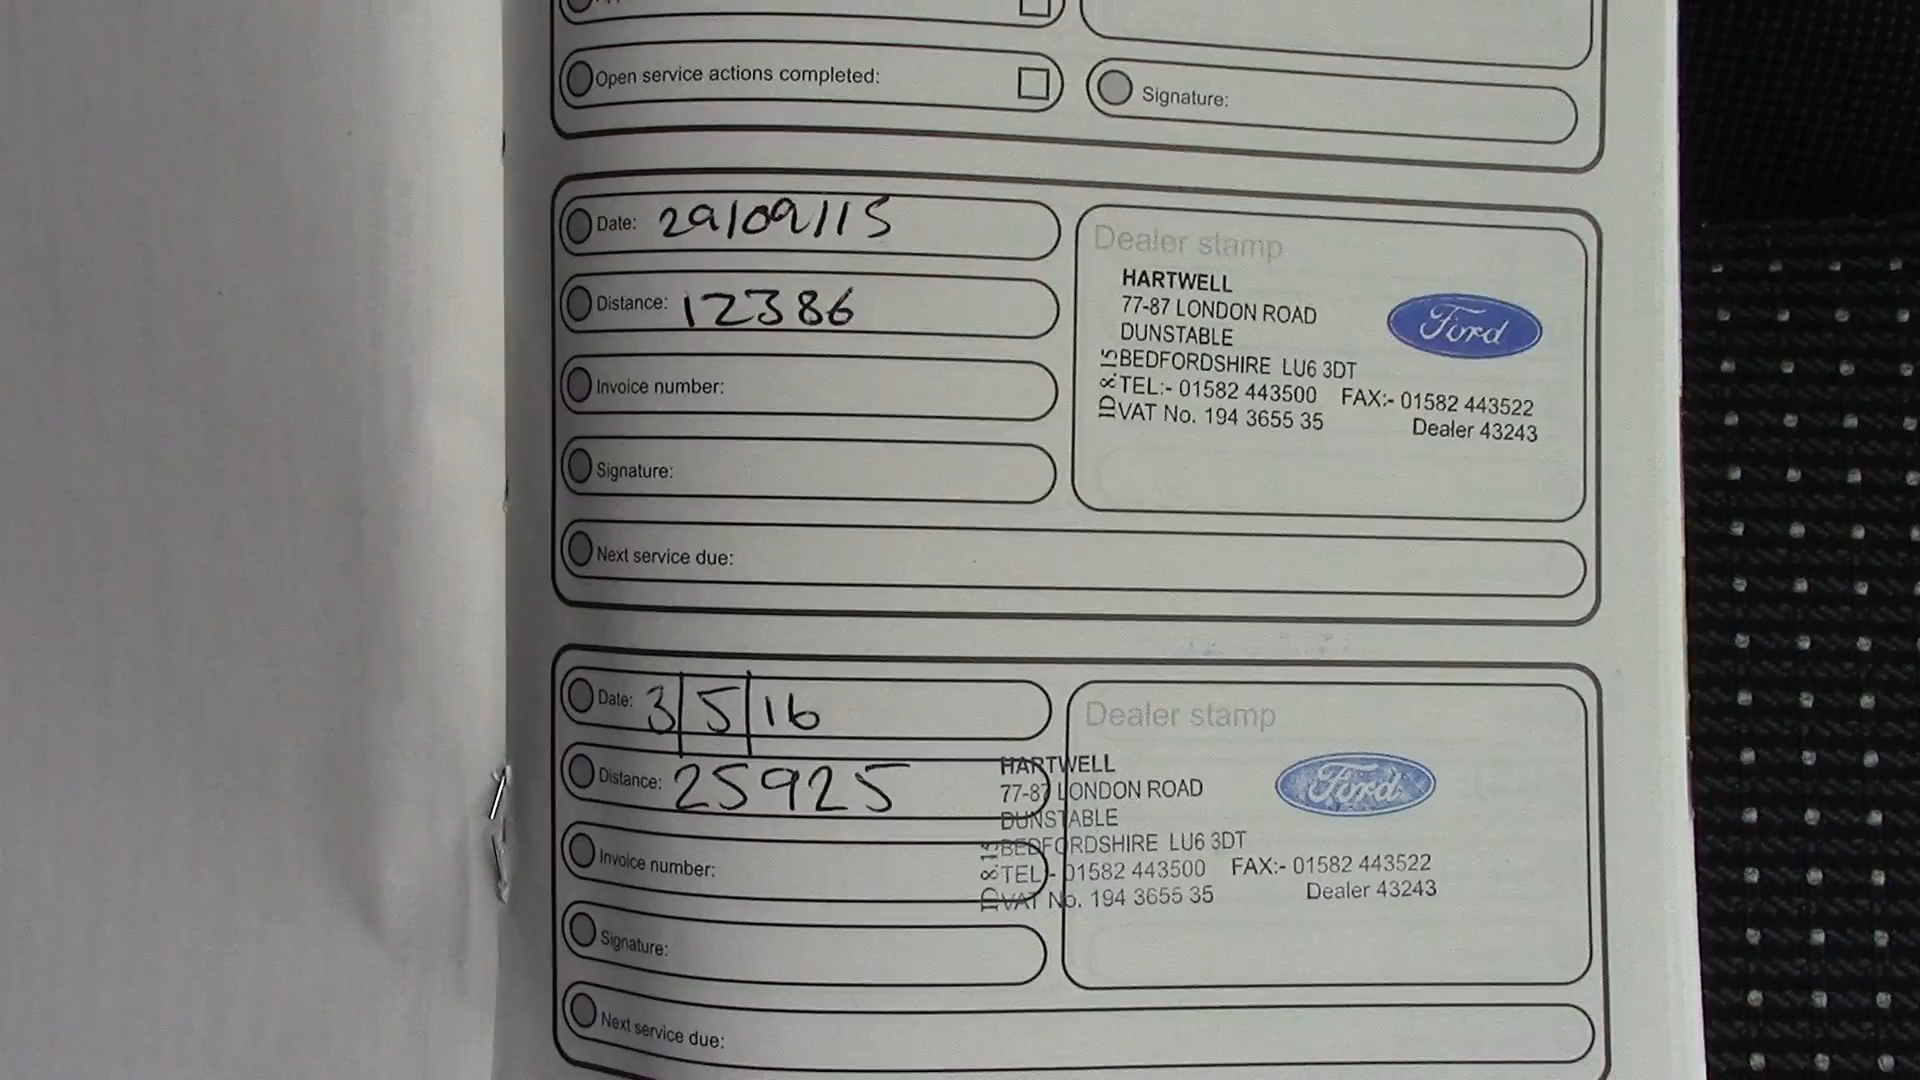 Open service actions completed:
Signature:
Date: 29/09/15
Distance: 12386
Invoice number:
Signature:
Next service due:
Dealer stamp
HARTWELL
77-87 LONDON ROAD
DUNSTABLE
BEDFORDSHIRE LU6 3DT
TEL:- 01582 443500 FAX:- 01582 443522
VAT No. 194 3655 35 Dealer 43243
ID 8.15
Ford
Date: 3/5/16
Distance: 25925
Invoice number:
Signature:
Next service due:
Dealer stamp
HARTWELL
77-87 LONDON ROAD
DUNSTABLE
BEDFORDSHIRE LU6 3DT
TEL:- 01582 443500 FAX:- 01582 443522
VAT No. 194 3655 35 Dealer 43243
ID 8.15
Ford